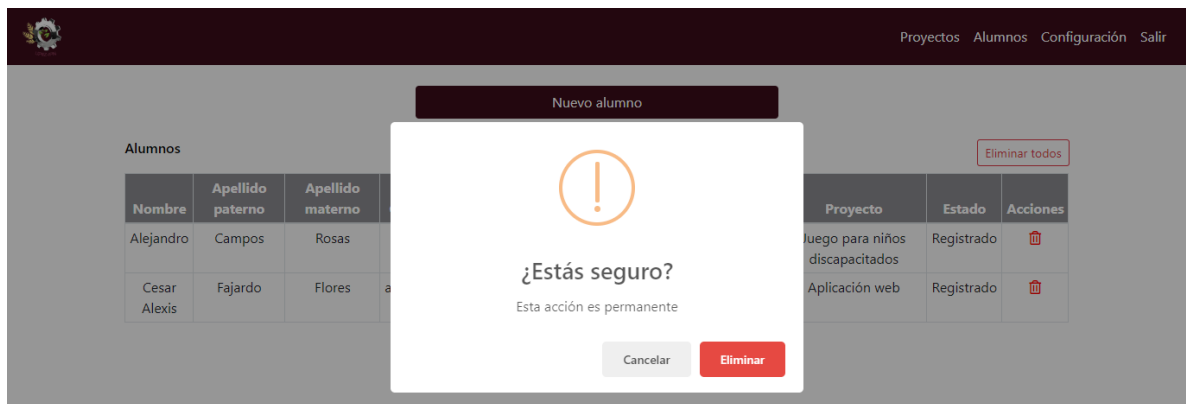 Proyectos Alumnos Configuración Salir
Nuevo alumno
Alumnos
Eliminar todos
Nombre Apellido paterno Apellido materno Proyecto Estado Acciones
Alejandro Campos Rosas Juego para niños discapacitados Registrado
Cesar Alexis Fajardo Flores Aplicación web Registrado
¿Estás seguro?
Esta acción es permanente
Cancelar Eliminar